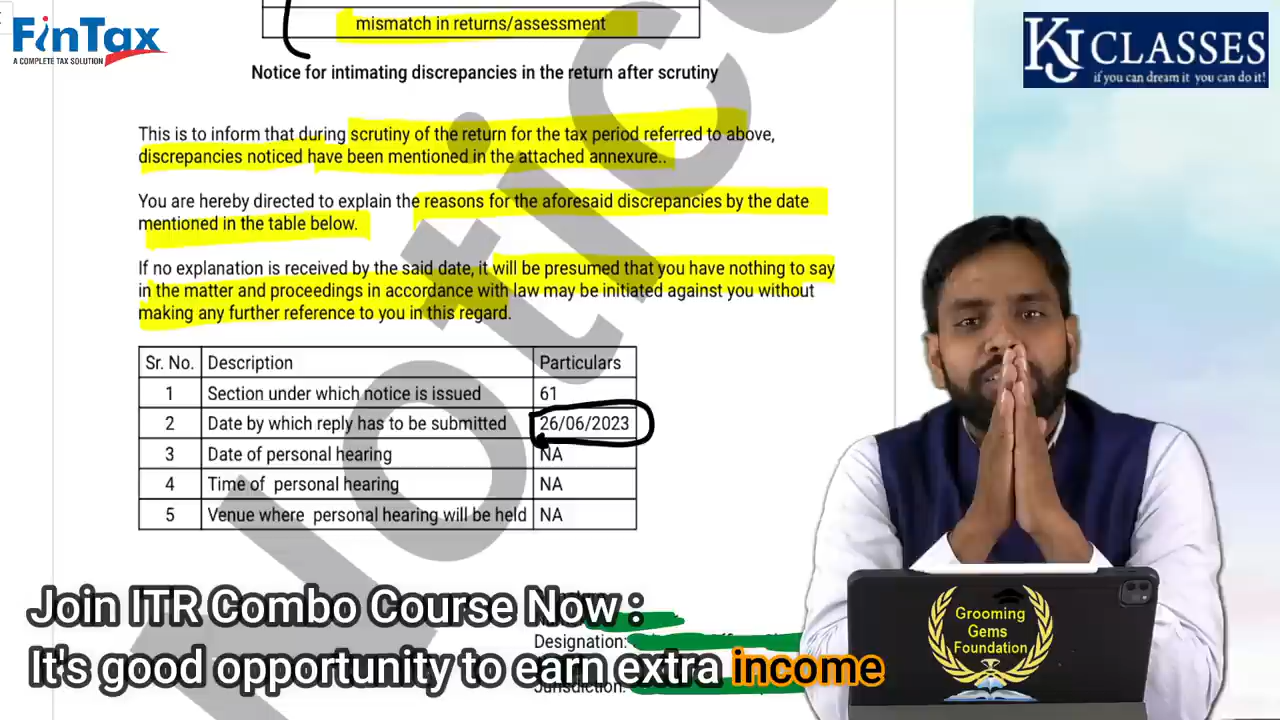 mismatch in returns/assessment
FinTax
A COMPLETE TAX SOLUTION
KJ CLASSES
if you can dream it you can do it!
Notice for intimating discrepancies in the return after scrutiny
This is to inform that during scrutiny of the return for the tax period referred to above,
discrepancies noticed have been mentioned in the attached annexure..
You are hereby directed to explain the reasons for the aforesaid discrepancies by the date
mentioned in the table below.
If no explanation is received by the said date, it will be presumed that you have nothing to say
in the matter and proceedings in accordance with law may be initiated against you without
making any further reference to you in this regard.
Sr. No. Description Particulars
1 Section under which notice is issued 61
2 Date by which reply has to be submitted 26/06/2023
3 Date of personal hearing NA
4 Time of personal hearing NA
5 Venue where personal hearing will be held NA
Notice
Join ITR Combo Course Now :
Designation:
It's good opportunity to earn extra income
Jurisdiction:
Grooming
Gems
Foundation